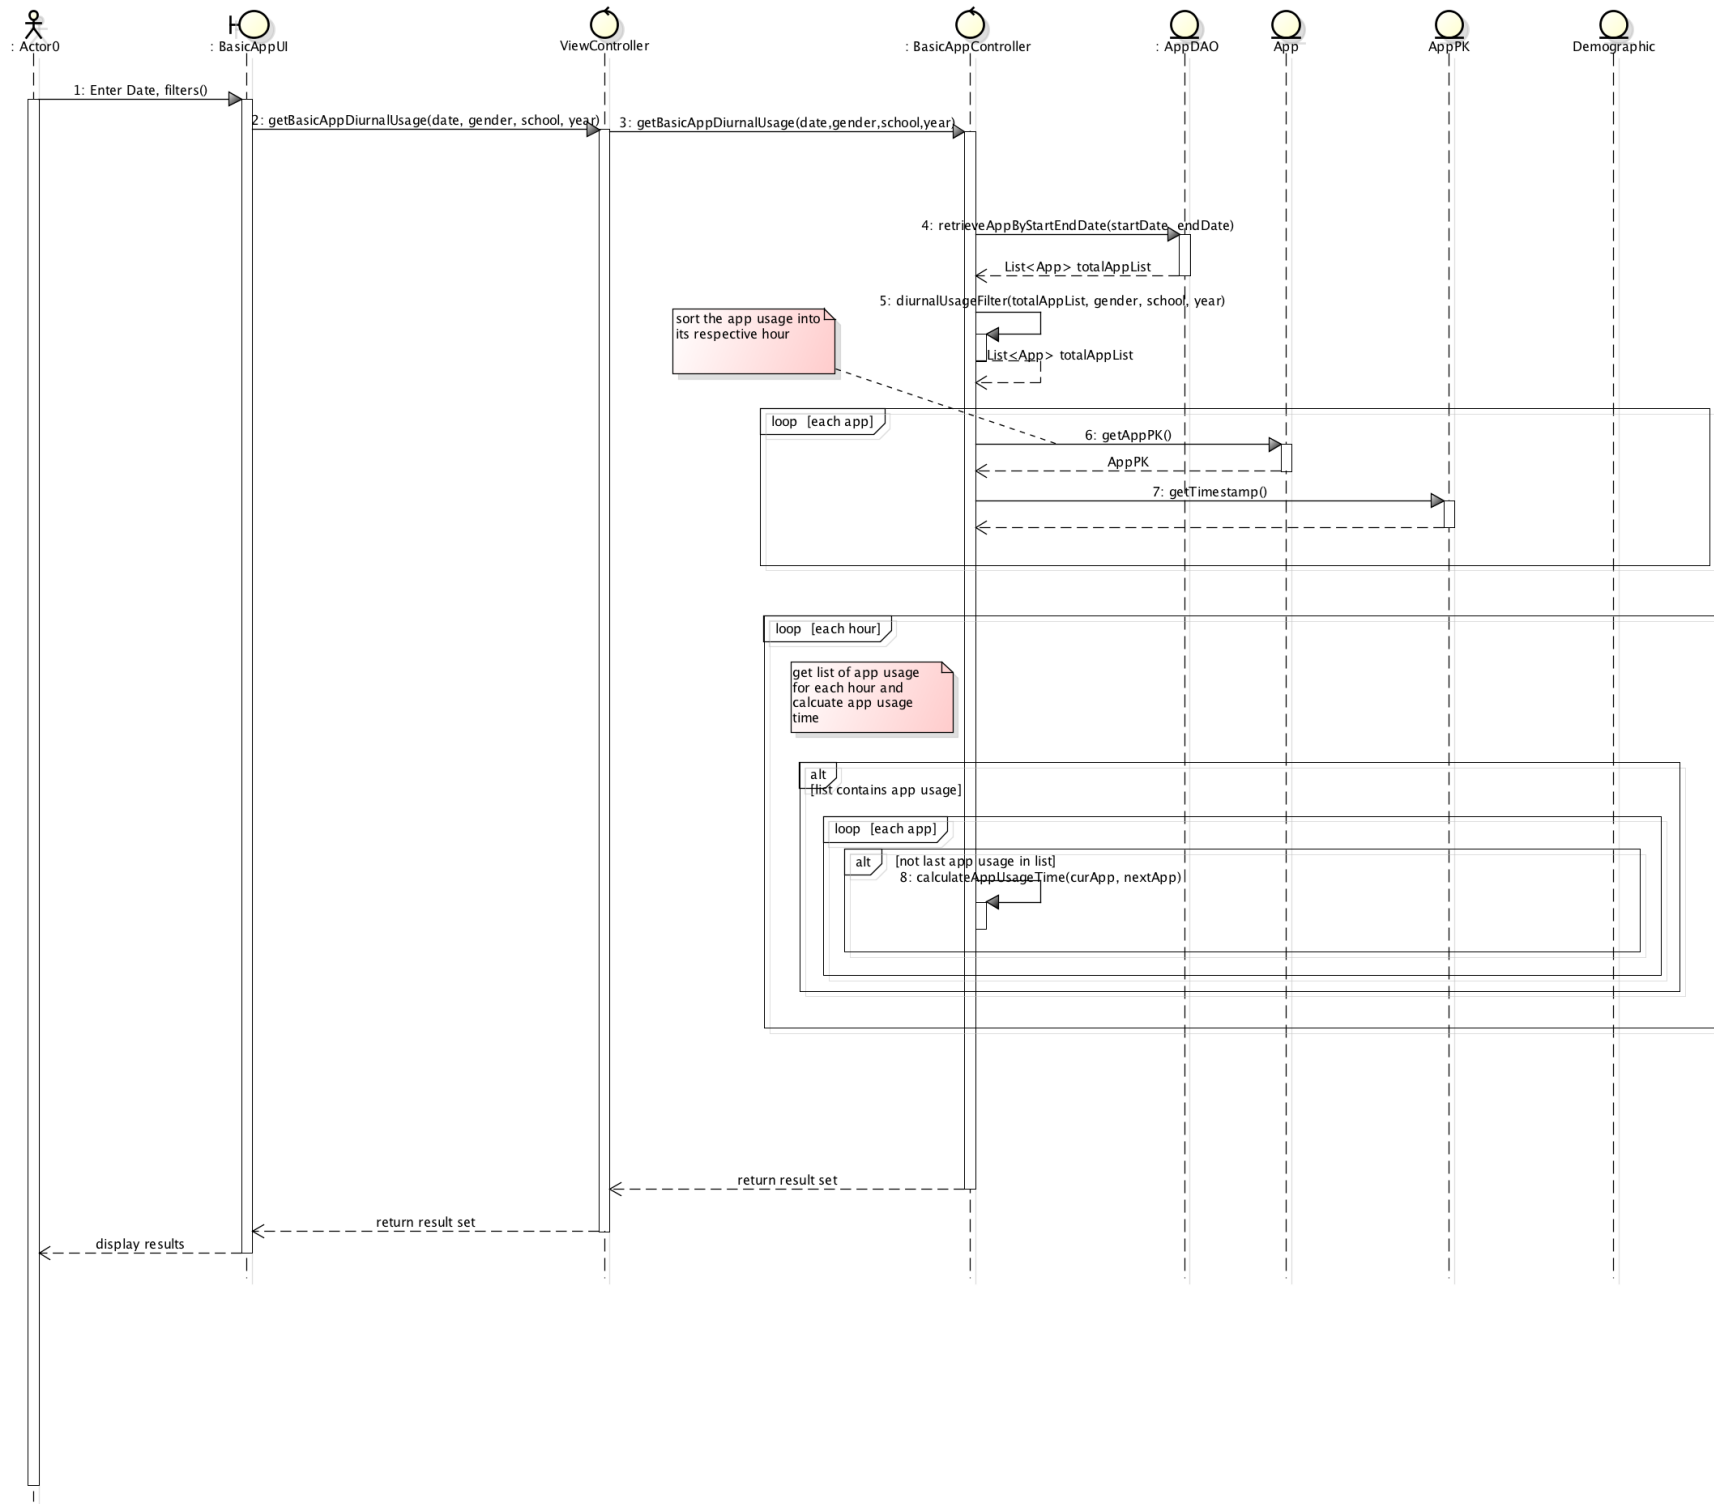 : Actor0
: BasicAppUI
ViewController
: BasicAppController
: AppDAO
App
AppPK
Demographic
1: Enter Date, filters()
2: getBasicAppDiurnalUsage(date, gender, school, year)
3: getBasicAppDiurnalUsage(date,gender,school,year)
4: retrieveAppByStartEndDate(startDate, endDate)
List<App> totalAppList
5: diurnalUsageFilter(totalAppList, gender, school, year)
sort the app usage into
its respective hour
List<App> totalAppList
loop [each app]
6: getAppPK()
AppPK
7: getTimestamp()
loop [each hour]
get list of app usage
for each hour and
calcuate app usage
time
alt
[list contains app usage]
loop [each app]
alt [not last app usage in list]
8: calculateAppUsageTime(curApp, nextApp)
return result set
return result set
display results